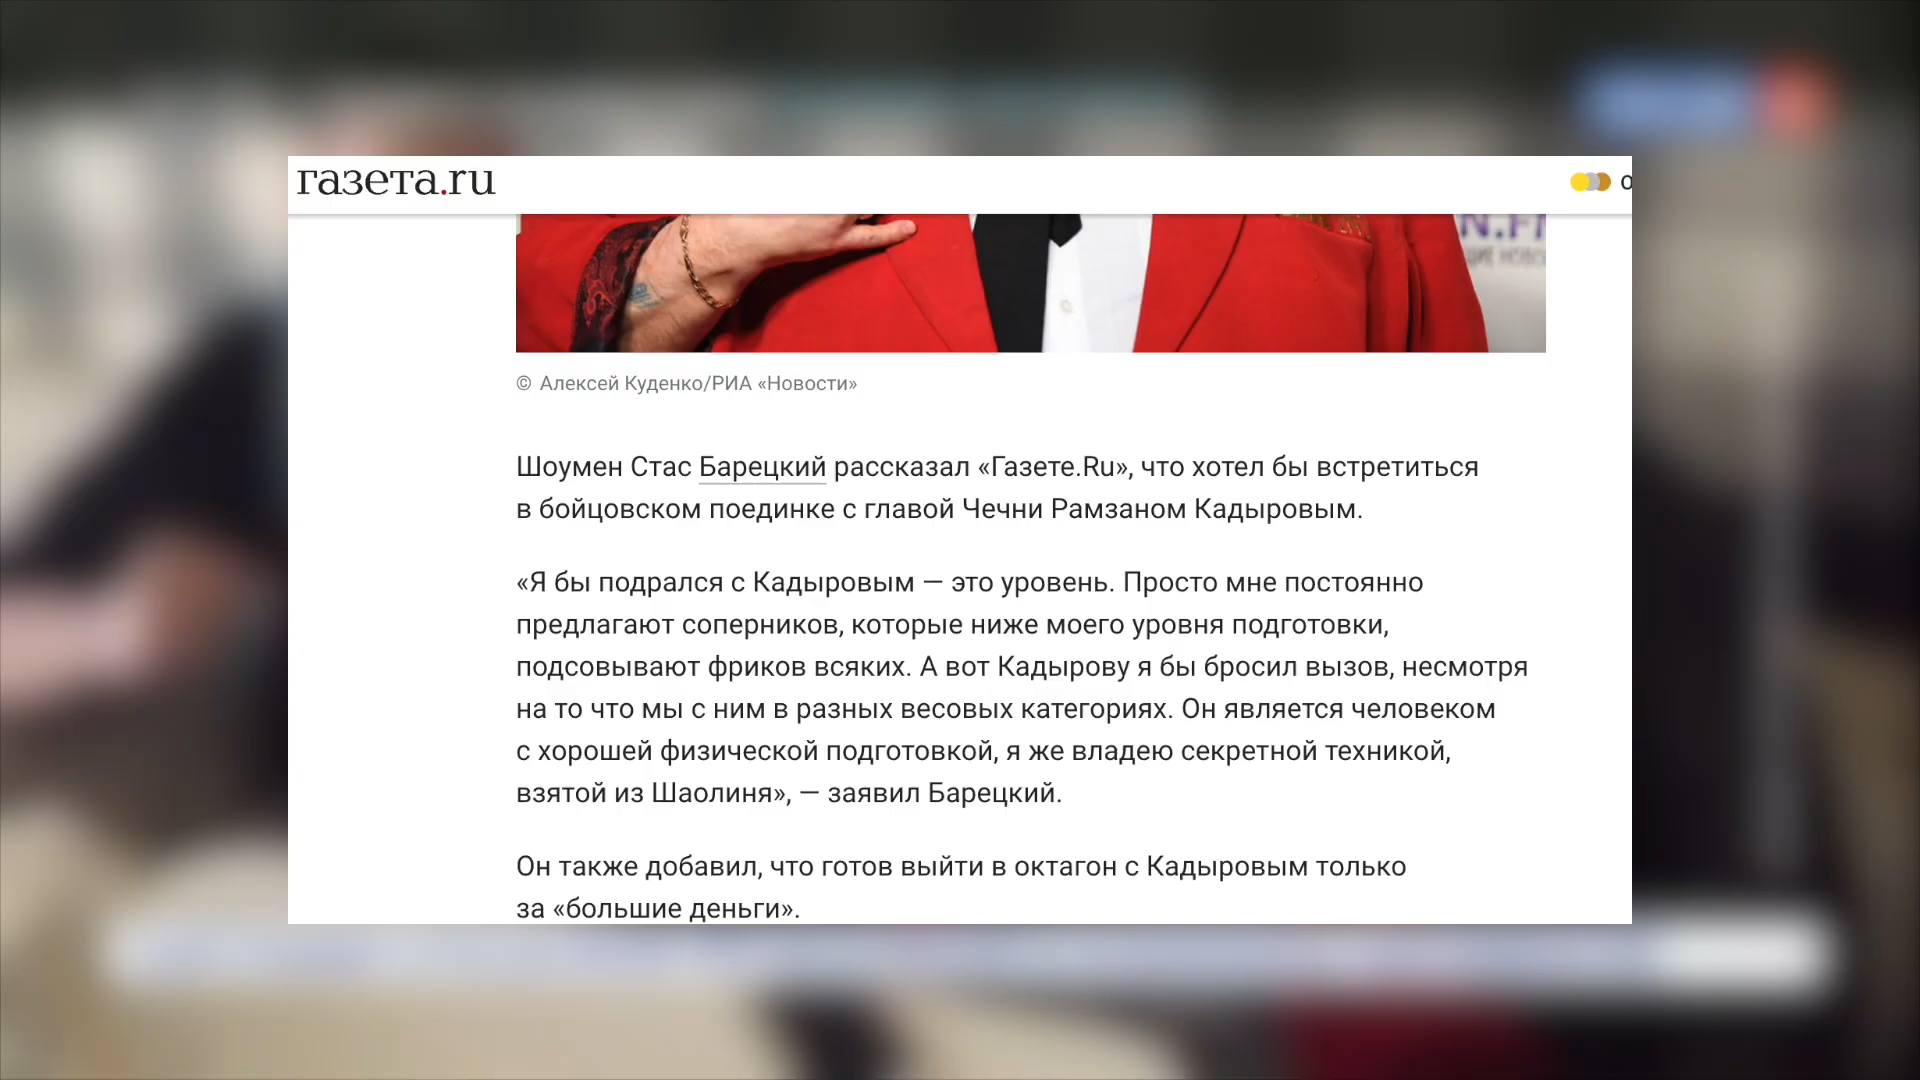 газета.ru
© Алексей Куденко/РИА «Новости»
Шоумен Стас Барецкий рассказал «Газете.Ru», что хотел бы встретиться
в бойцовском поединке с главой Чечни Рамзаном Кадыровым.
«Я бы подрался с Кадыровым — это уровень. Просто мне постоянно
предлагают соперников, которые ниже моего уровня подготовки,
подсовывают фриков всяких. А вот Кадырову я бы бросил вызов, несмотря
на то что мы с ним в разных весовых категориях. Он является человеком
с хорошей физической подготовкой, я же владею секретной техникой,
взятой из Шаолиня», — заявил Барецкий.
Он также добавил, что готов выйти в октагон с Кадыровым только
за «большие деньги».